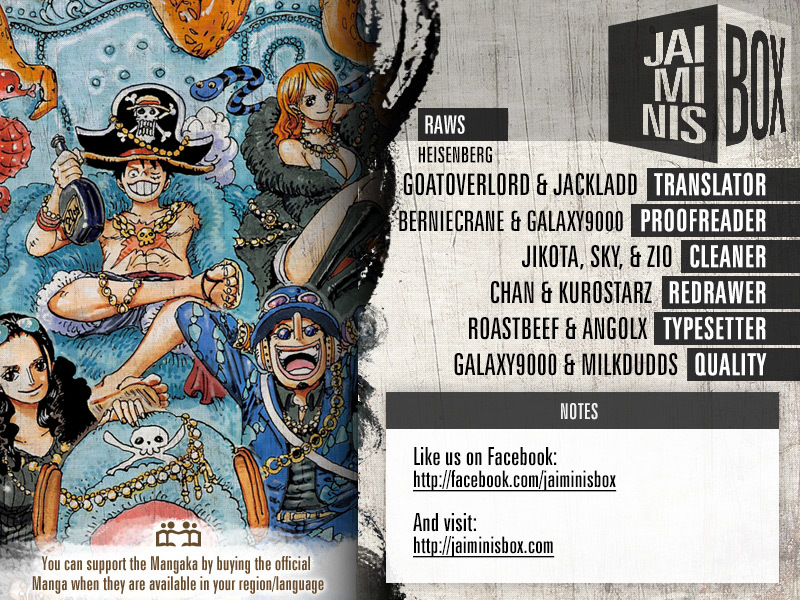 JAI
MI
NIS
BOX
RAWS
HEISENBERG
GOATOVERLORD & JACKLADD TRANSLATOR
BERNIECRANE & GALAXY9000 PROOFREADER
JIKOTA, SKY, & ZIO CLEANER
CHAN & KUROSTARZ REDRAWER
ROASTBEEF & ANGOLX TYPESETTER
GALAXY9000 & MILKDUDDS QUALITY
NOTES
Like us on Facebook:
http://facebook.com/jaiminisbox
And visit:
http://jaiminisbox.com
You can support the Mangaka by buying the official
Manga when they are available in your region/language